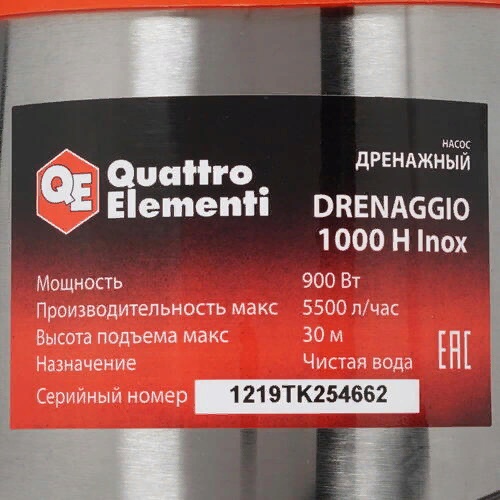 QE Quattro
Elementi
НАСОС
ДРЕНАЖНЫЙ
DRENAGGIO
1000 H Inox
Мощность 900 Вт
Производительность макс 5500 л/час
Высота подъема макс 30 м
Назначение Чистая вода
EAC
Серийный номер 1219TK254662